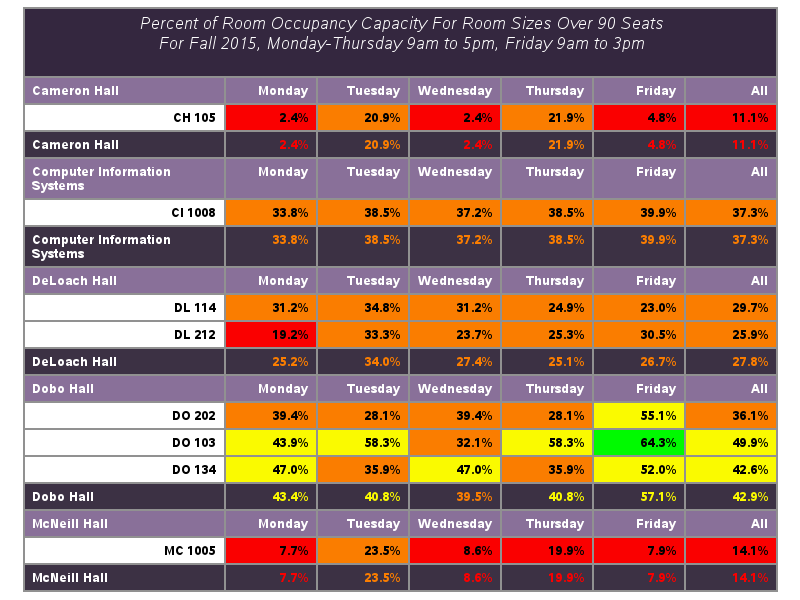 Percent of Room Occupancy Capacity For Room Sizes Over 90 Seats
For Fall 2015, Monday-Thursday 9am to 5pm, Friday 9am to 3pm
Cameron Hall Monday Tuesday Wednesday Thursday Friday All
CH 105 2.4% 20.9% 2.4% 21.9% 4.8% 11.1%
Cameron Hall 2.4% 20.9% 2.4% 21.9% 4.8% 11.1%
Computer Information Monday Tuesday Wednesday Thursday Friday All
Systems
CI 1008 33.8% 38.5% 37.2% 38.5% 39.9% 37.3%
Computer Information 33.8% 38.5% 37.2% 38.5% 39.9% 37.3%
Systems
DeLoach Hall Monday Tuesday Wednesday Thursday Friday All
DL 114 31.2% 34.8% 31.2% 24.9% 23.0% 29.7%
DL 212 19.2% 33.3% 23.7% 25.3% 30.5% 25.9%
DeLoach Hall 25.2% 34.0% 27.4% 25.1% 26.7% 27.8%
Dobo Hall Monday Tuesday Wednesday Thursday Friday All
DO 202 39.4% 28.1% 39.4% 28.1% 55.1% 36.1%
DO 103 43.9% 58.3% 32.1% 58.3% 64.3% 49.9%
DO 134 47.0% 35.9% 47.0% 35.9% 52.0% 42.6%
Dobo Hall 43.4% 40.8% 39.5% 40.8% 57.1% 42.9%
McNeill Hall Monday Tuesday Wednesday Thursday Friday All
MC 1005 7.7% 23.5% 8.6% 19.9% 7.9% 14.1%
McNeill Hall 7.7% 23.5% 8.6% 19.9% 7.9% 14.1%